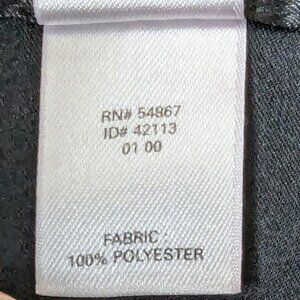 RN# 54867
ID# 42113
01 00
FABRIC :
100% POLYESTER